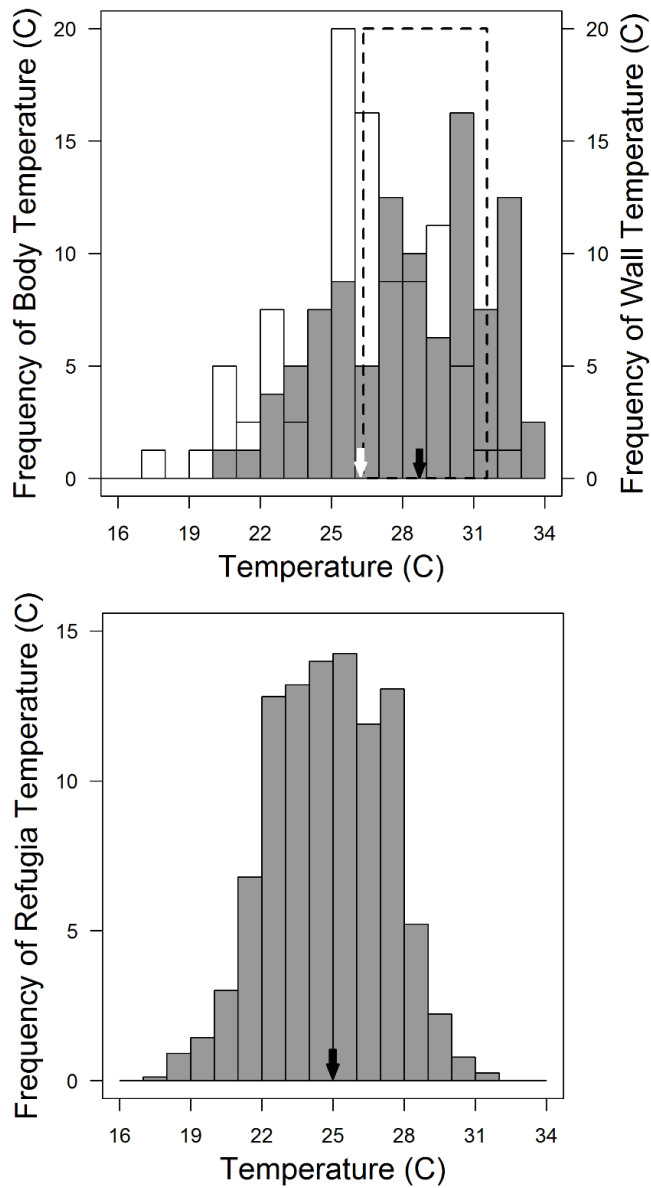 Frequency of Body Temperature (C)
20
15
10
5
0
20
15
10
5
0
Frequency of Wall Temperature (C)
16 19 22 25 28 31 34
Temperature (C)
Frequency of Refugia Temperature (C)
15
10
5
0
16 19 22 25 28 31 34
Temperature (C)